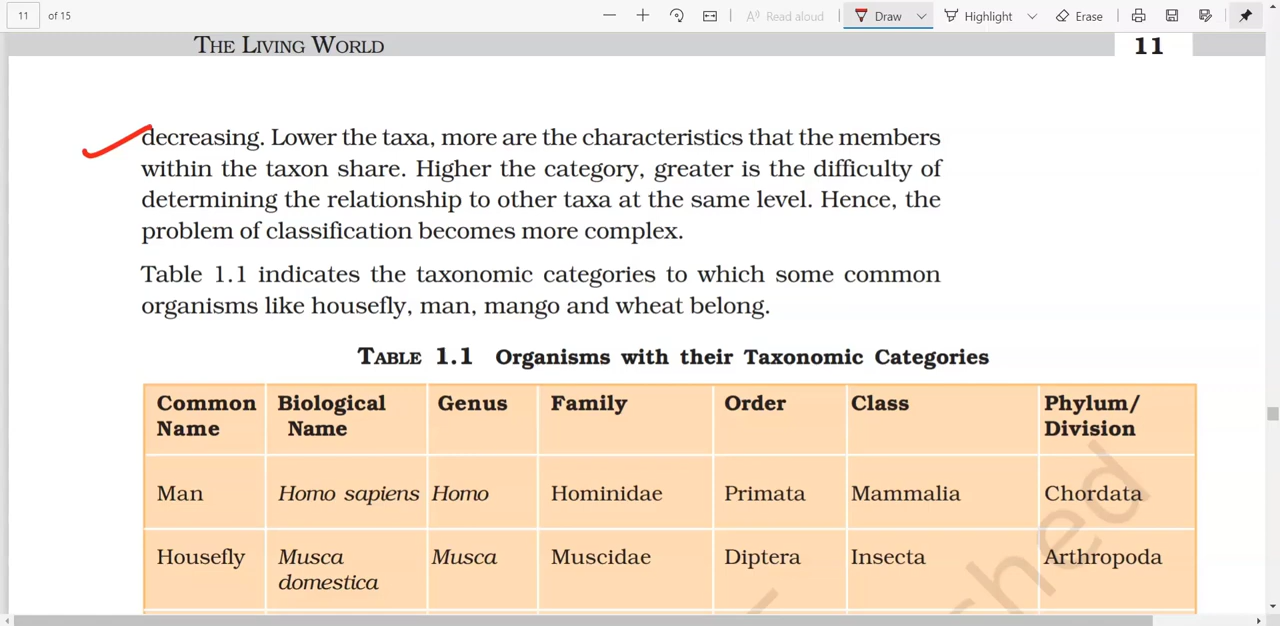 11 of 15 Read aloud Draw Highlight Erase
THE LIVING WORLD 11
decreasing. Lower the taxa, more are the characteristics that the members
within the taxon share. Higher the category, greater is the difficulty of
determining the relationship to other taxa at the same level. Hence, the
problem of classification becomes more complex.
Table 1.1 indicates the taxonomic categories to which some common
organisms like housefly, man, mango and wheat belong.
TABLE 1.1 Organisms with their Taxonomic Categories
Common Biological Genus Family Order Class Phylum/
Name Name Division
Man Homo sapiens Homo Hominidae Primata Mammalia Chordata
Housefly Musca Musca Muscidae Diptera Insecta Arthropoda
domestica